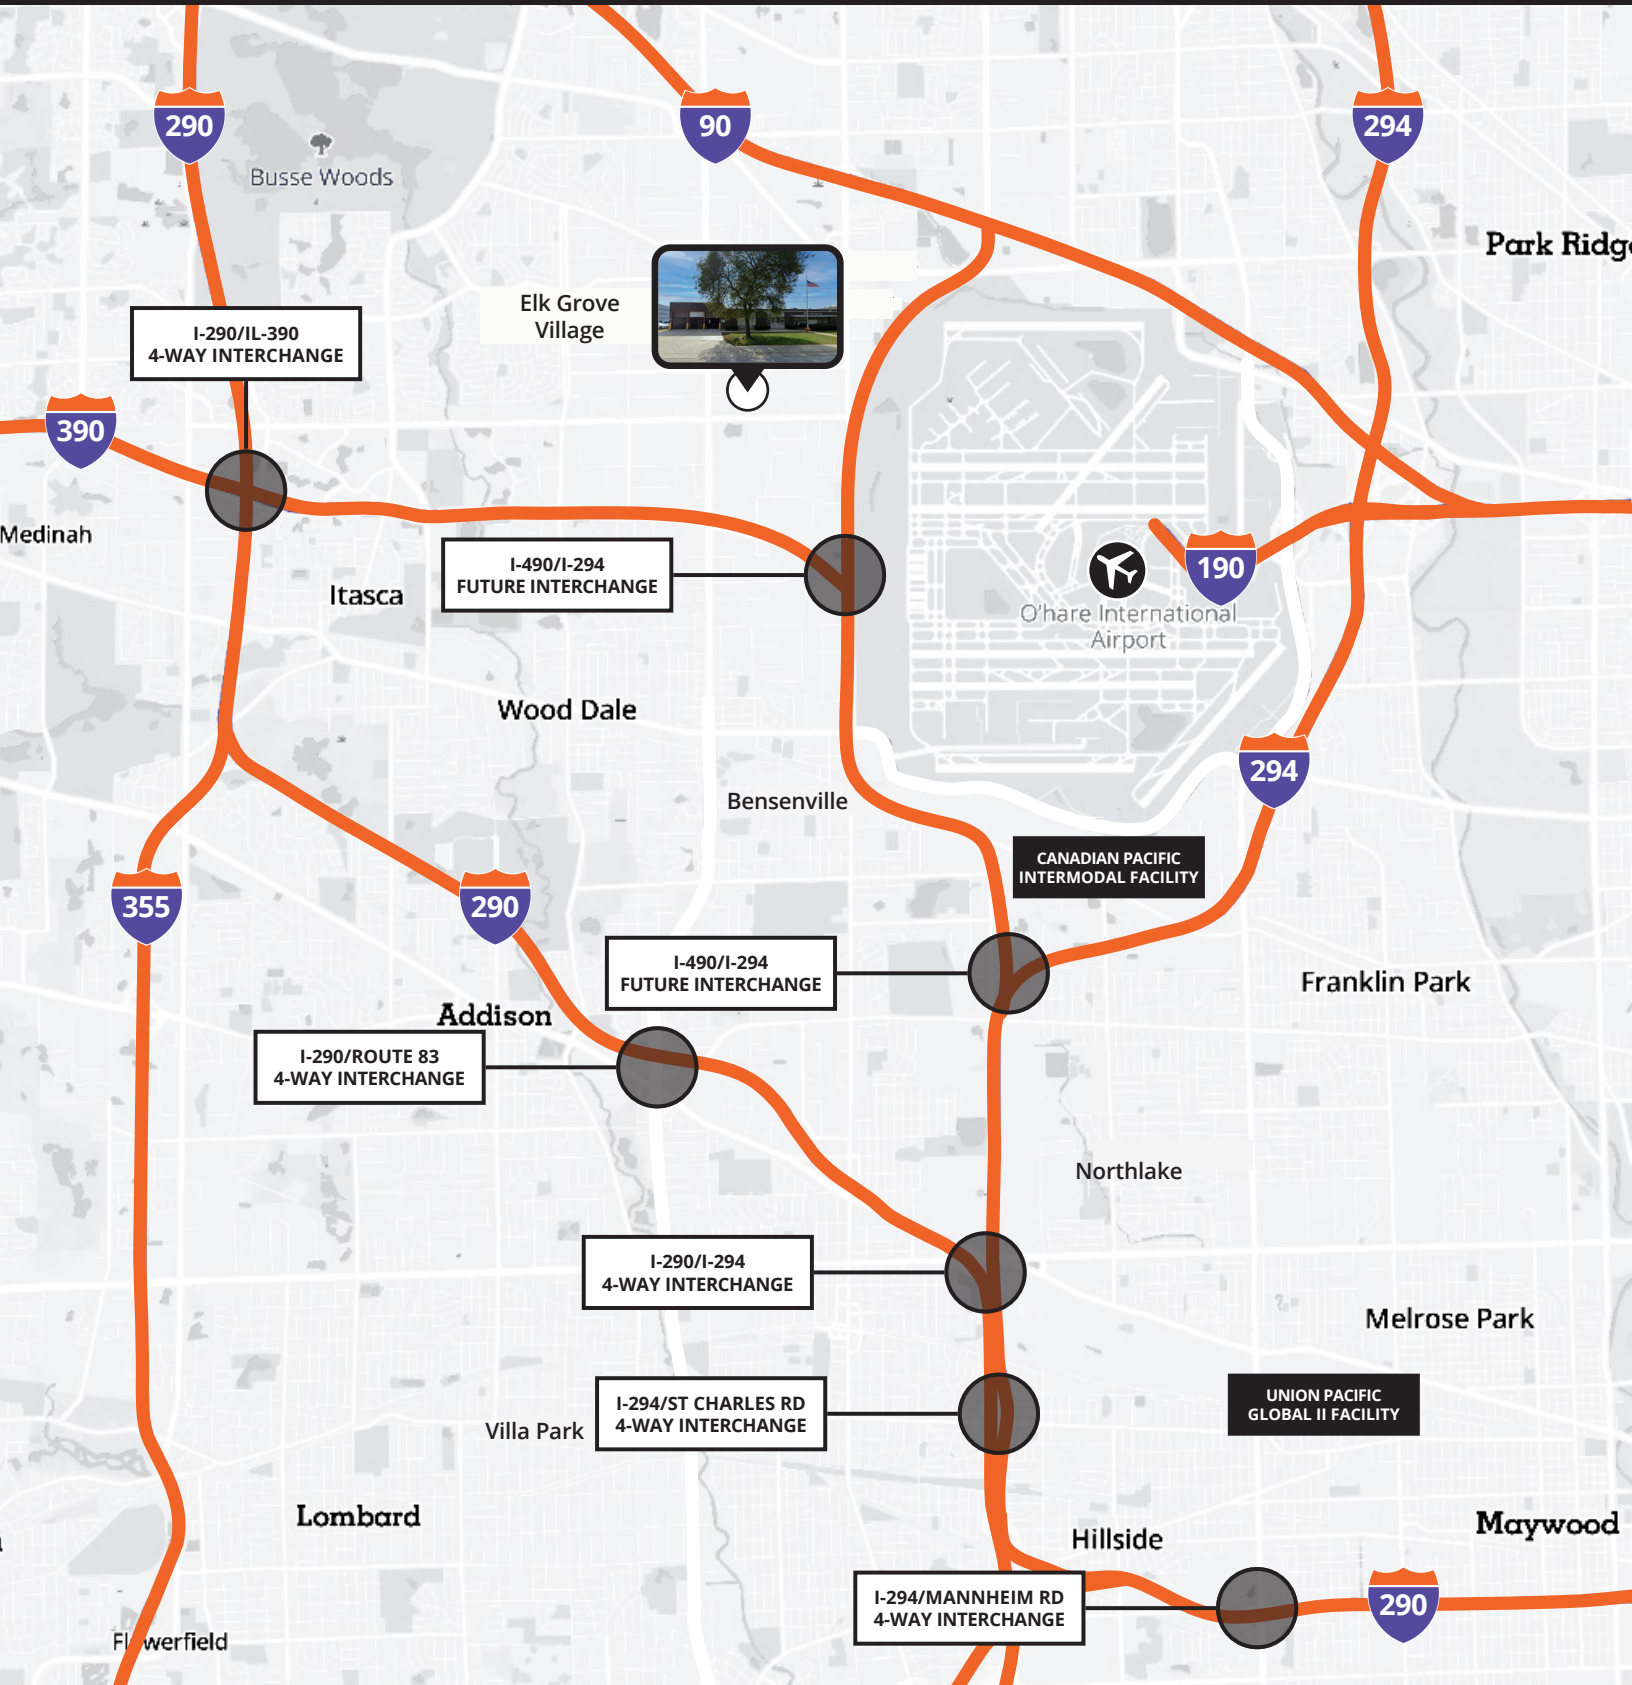 290
90
294
Busse Woods
Park Ridge
Elk Grove
Village
I-290/IL-390
4-WAY INTERCHANGE
390
Medinah
I-490/I-294
FUTURE INTERCHANGE
190
Itasca
O'hare International
Airport
Wood Dale
294
Bensenville
CANADIAN PACIFIC
INTERMODAL FACILITY
355
290
I-490/I-294
FUTURE INTERCHANGE
Franklin Park
Addison
I-290/ROUTE 83
4-WAY INTERCHANGE
Northlake
I-290/I-294
4-WAY INTERCHANGE
Melrose Park
I-294/ST CHARLES RD
4-WAY INTERCHANGE
UNION PACIFIC
GLOBAL II FACILITY
Villa Park
Lombard
Maywood
Hillside
I-294/MANNHEIM RD
4-WAY INTERCHANGE
290
Flowerfield